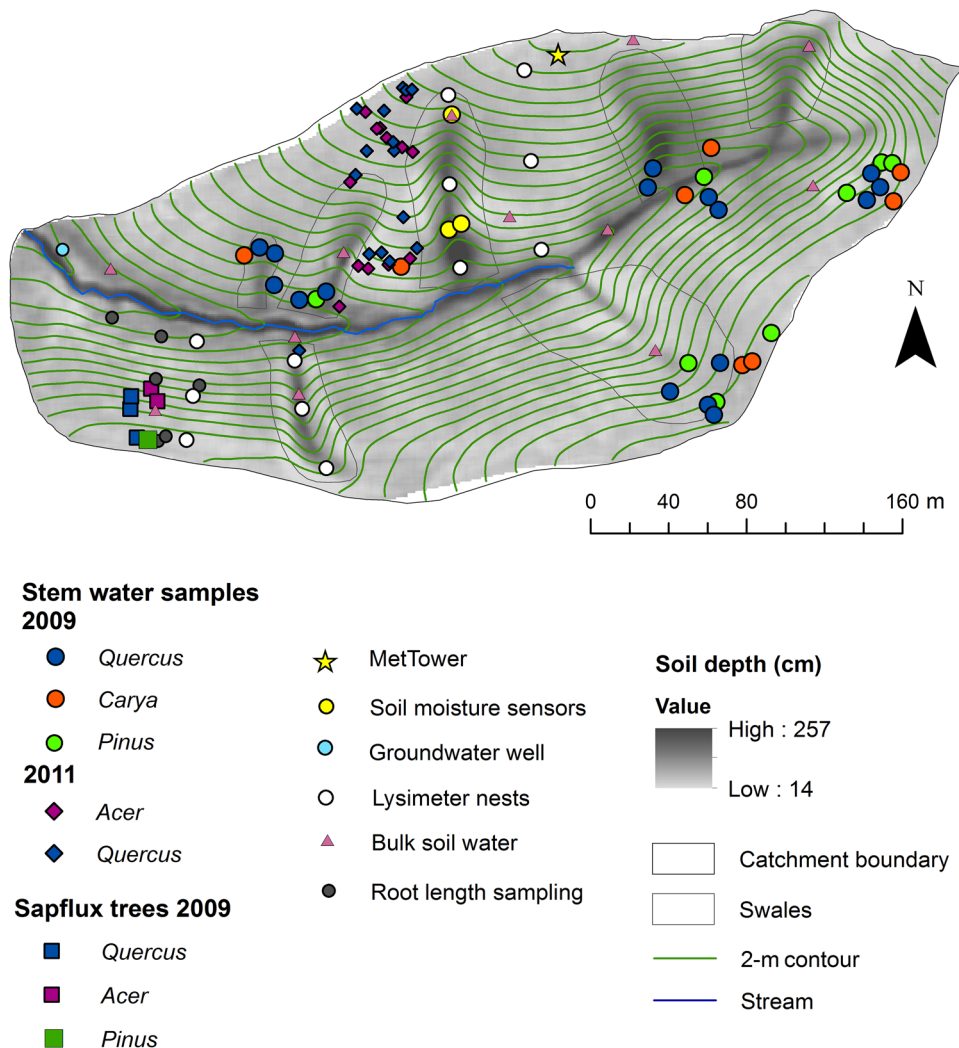 N
0 40 80 160 m
Stem water samples
2009
Quercus
Carya
Pinus
2011
Acer
Quercus
Sapflux trees 2009
Quercus
Acer
Pinus
MetTower
Soil moisture sensors
Groundwater well
Lysimeter nests
Bulk soil water
Root length sampling
Soil depth (cm)
Value
High : 257
Low : 14
Catchment boundary
Swales
2-m contour
Stream